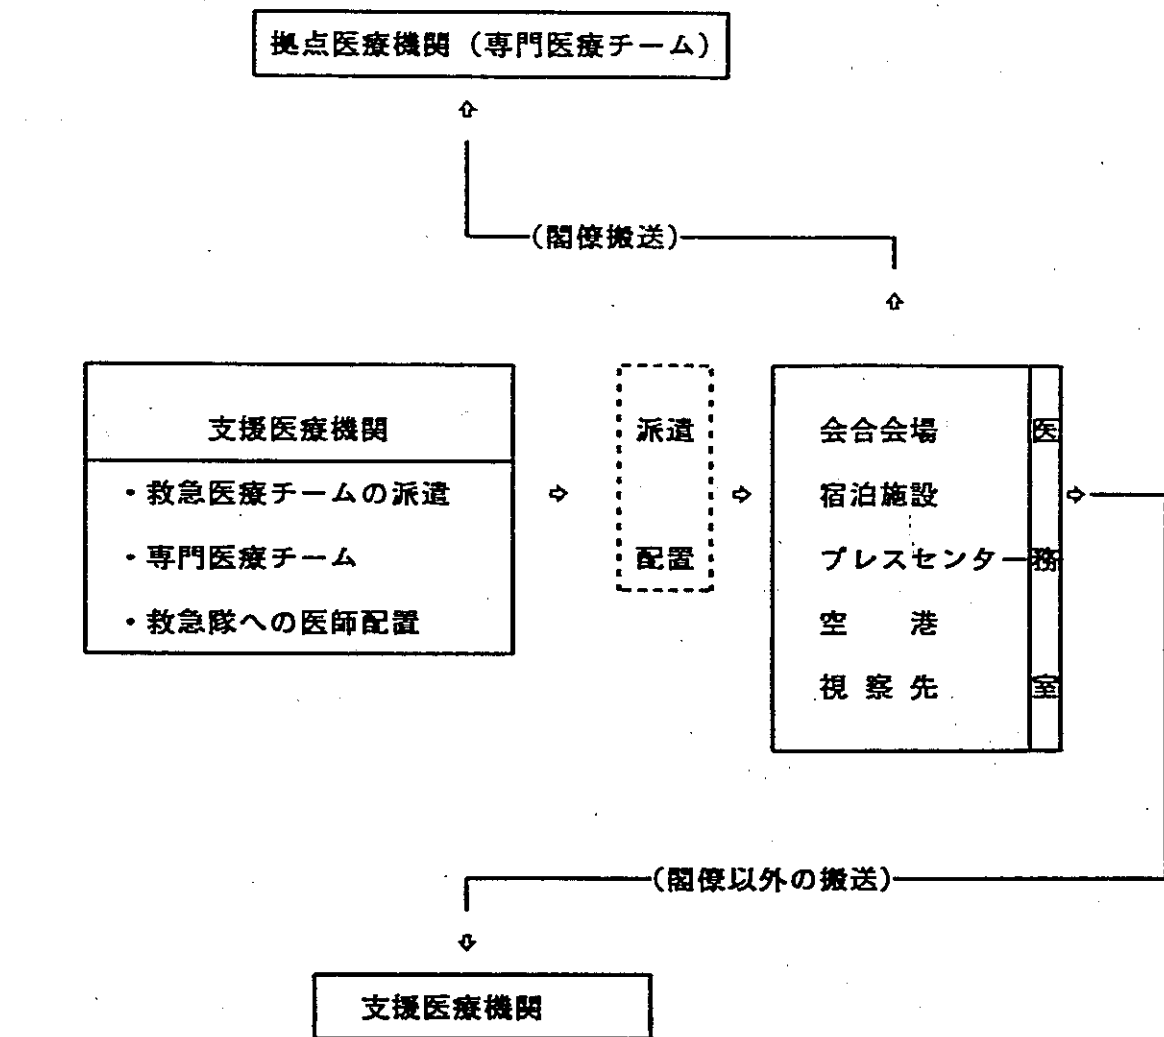 拠点医療機関（専門医療チーム）
(閣僚搬送)
支援医療機関
・救急医療チームの派遣
・専門医療チーム
・救急隊への医師配置
派遣
配置
会合会場
宿泊施設
プレスセンター
空　港
視察先
医務室
(閣僚以外の搬送)
支援医療機関